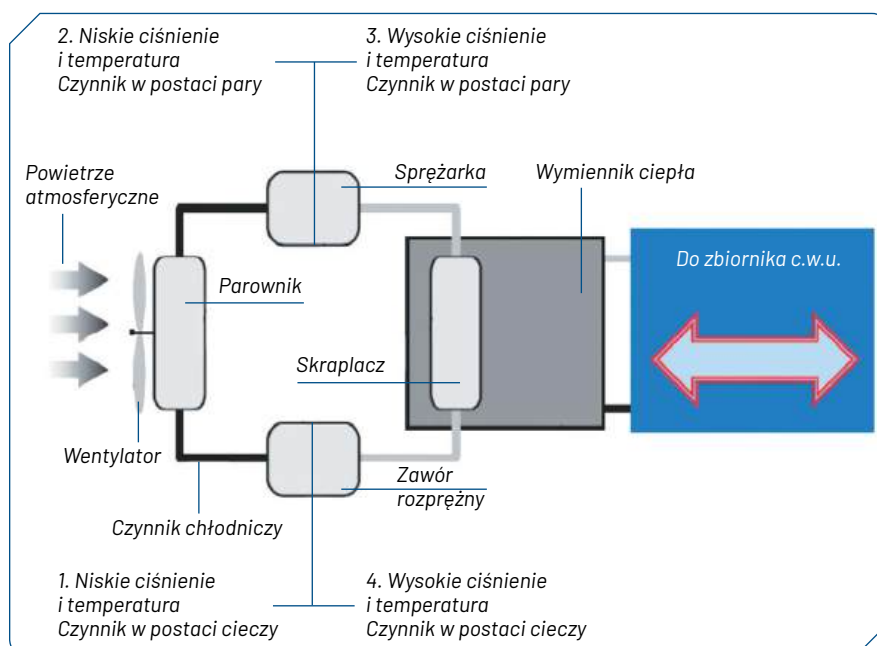 2. Niskie ciśnienie
i temperatura
Czynnik w postaci pary
3. Wysokie ciśnienie
i temperatura
Czynnik w postaci pary
Powietrze
atmosferyczne
Sprężarka
Wymiennik ciepła
Do zbiornika c.w.u.
Parownik
Skraplacz
Wentylator
Zawór
rozprężny
Czynnik chłodniczy
1. Niskie ciśnienie
i temperatura
Czynnik w postaci cieczy
4. Wysokie ciśnienie
i temperatura
Czynnik w postaci cieczy